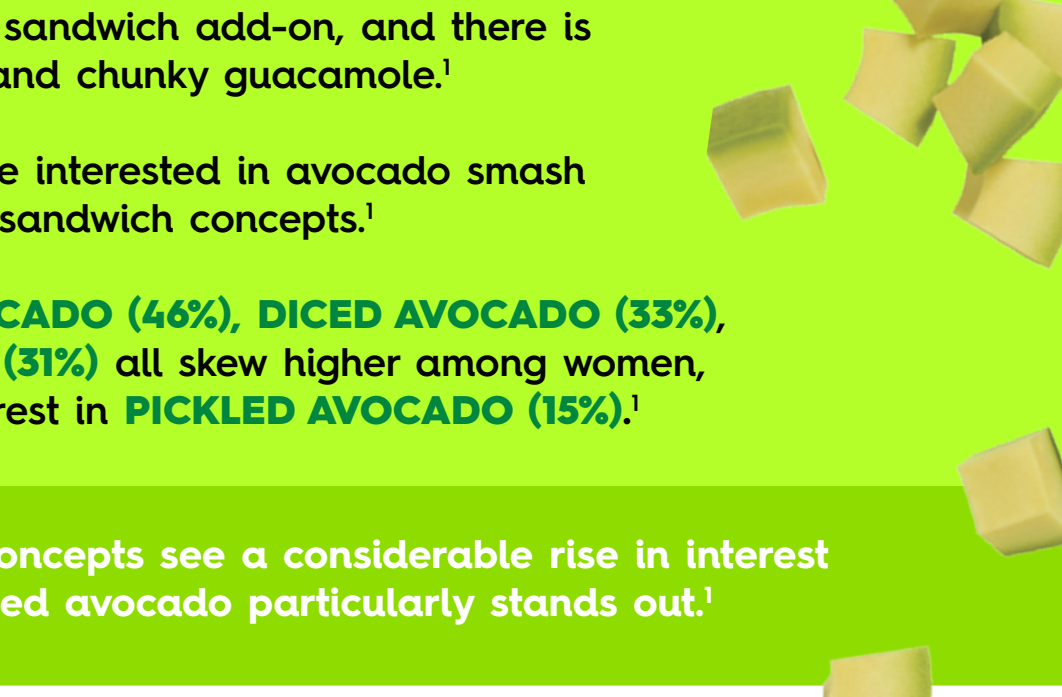 sandwich add-on, and there is
and chunky guacamole.¹
e interested in avocado smash
sandwich concepts.¹
CADO (46%), DICED AVOCADO (33%),
(31%) all skew higher among women,
rest in PICKLED AVOCADO (15%).¹
oncepts see a considerable rise in interest
ed avocado particularly stands out.¹